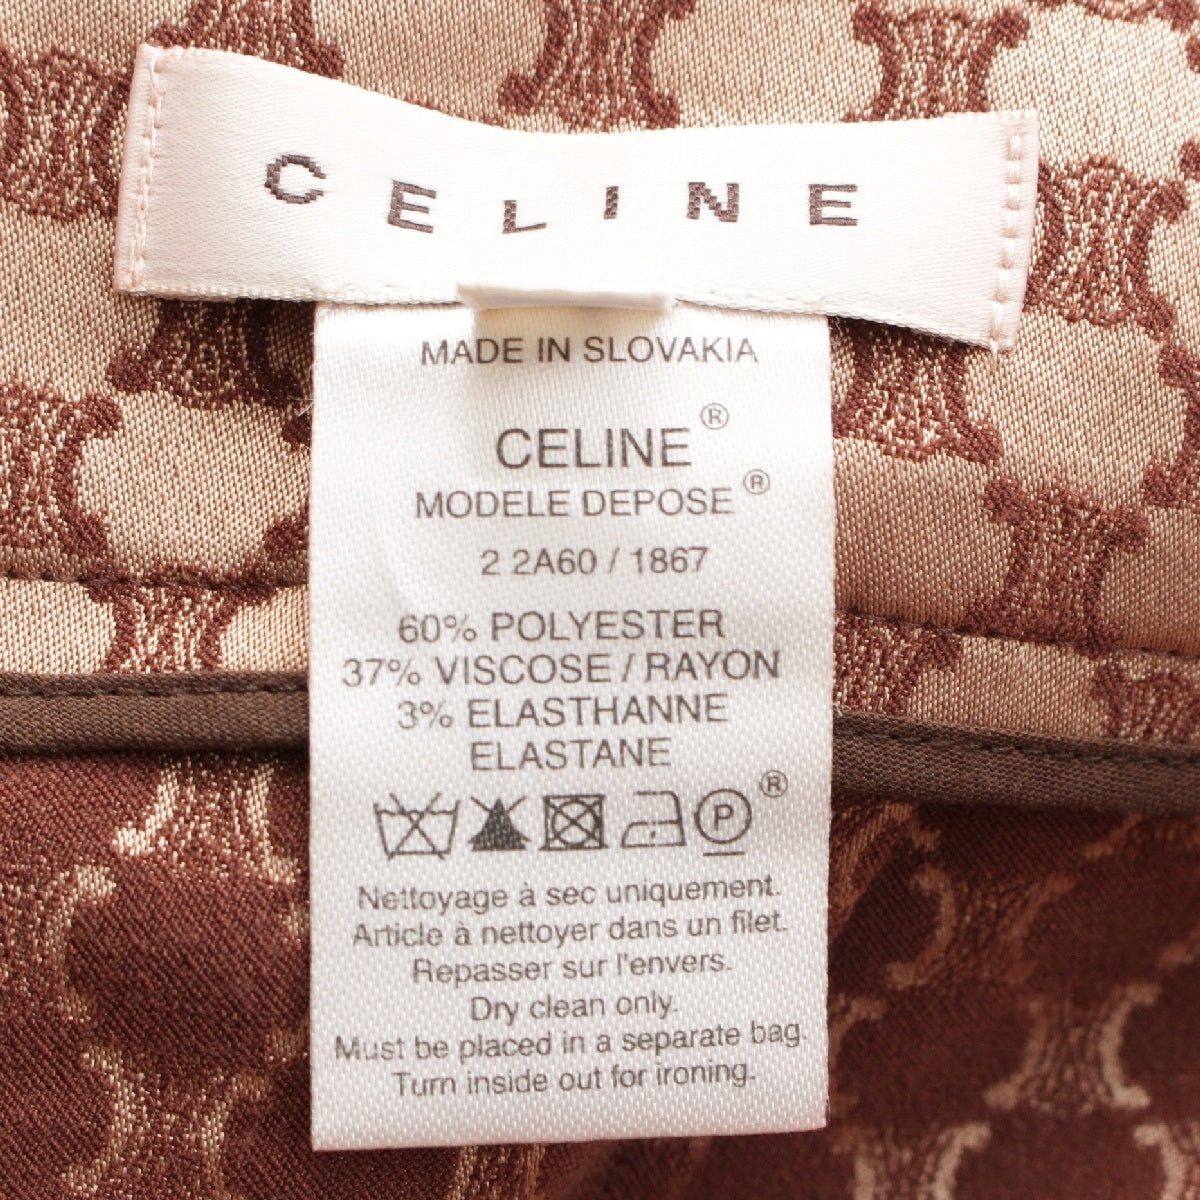 CELINE
MADE IN SLOVAKIA
CELINE®
MODELE DEPOSE®
2 2A60 / 1867
60% POLYESTER
37% VISCOSE / RAYON
3% ELASTHANNE
ELASTANE
P®
Nettoyage à sec uniquement.
Article à nettoyer dans un filet.
Repasser sur l'envers.
Dry clean only.
Must be placed in a separate bag.
Turn inside out for ironing.